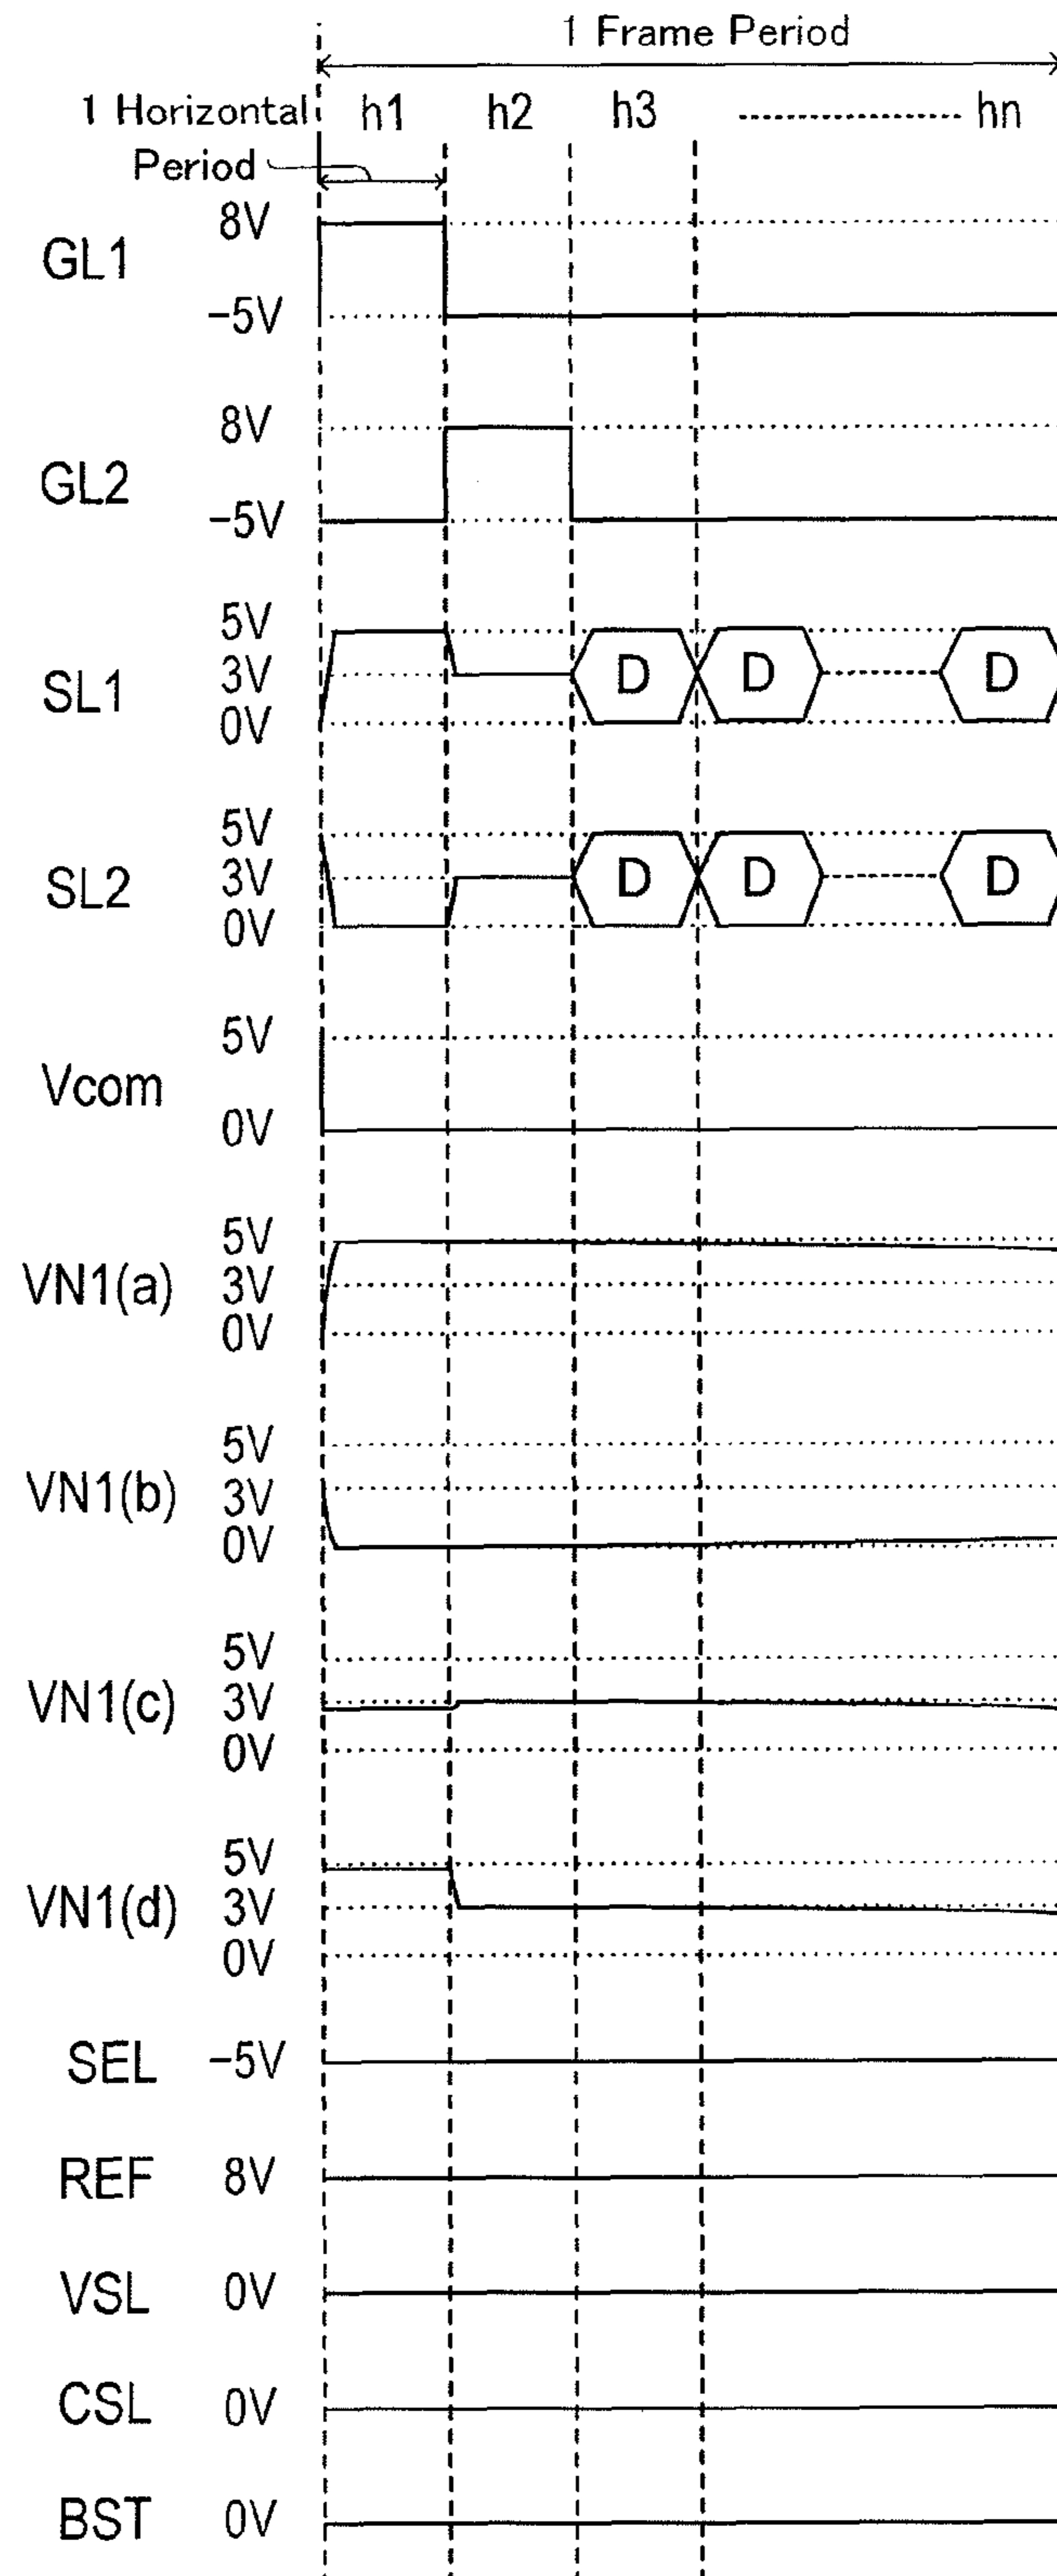 1 Frame Period
1 Horizontal h1 h2 h3 hn
Period
GL1 8V
-5V
GL2 8V
-5V
SL1 5V
3V
0V
D D D
SL2 5V
3V
0V
D D D
Vcom 5V
0V
VN1(a) 5V
3V
0V
VN1(b) 5V
3V
0V
VN1(c) 5V
3V
0V
VN1(d) 5V
3V
0V
SEL -5V
REF 8V
VSL 0V
CSL 0V
BST 0V